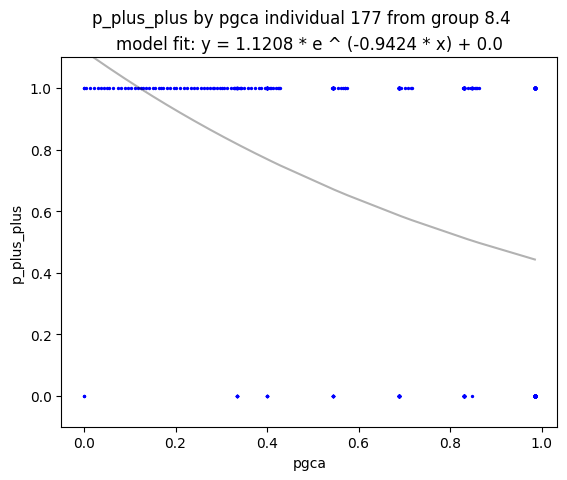 p_plus_plus by pgca individual 177 from group 8.4
model fit: y = 1.1208 * e ^ (-0.9424 * x) + 0.0
1.0
0.8
0.6
0.4
0.2
0.0
p_plus_plus
0.0 0.2 0.4 0.6 0.8 1.0
pgca